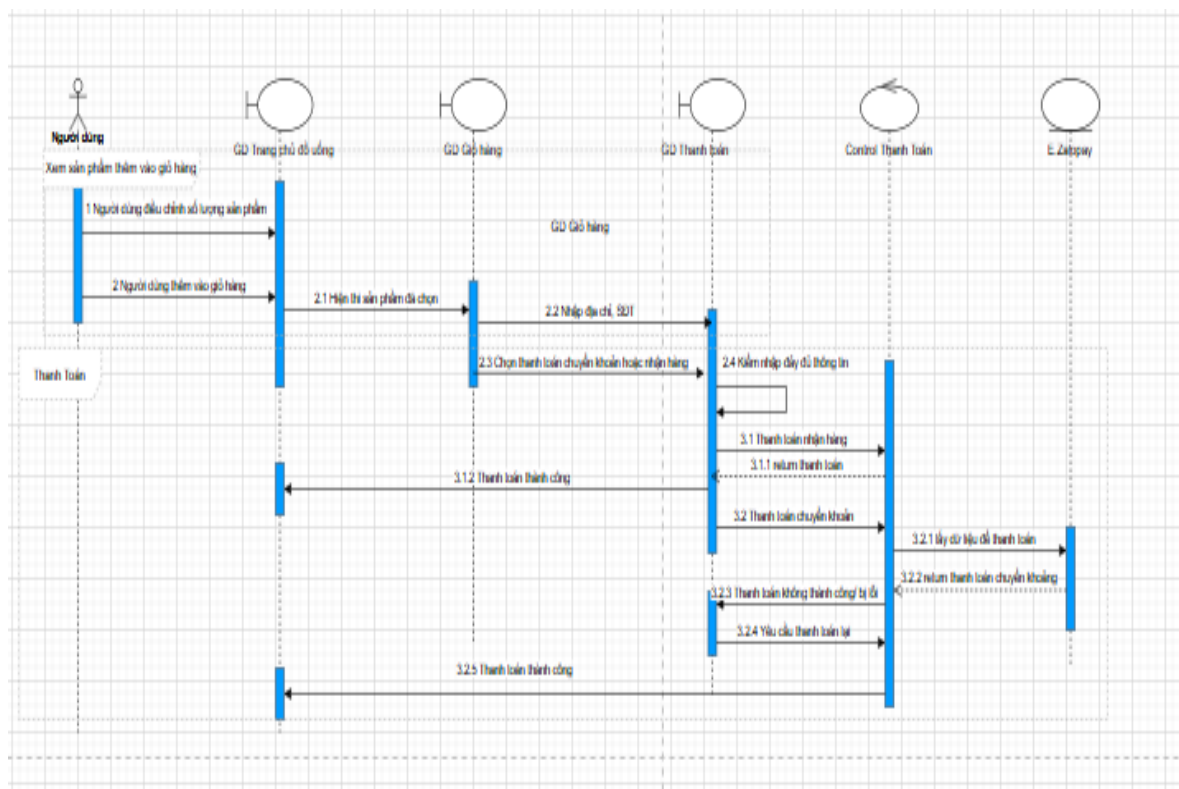 Người dùng
GD Trang chủ đồ uống
GD Giỏ hàng
GD Thanh toán
Control Thanh Toán
E.Zalopay
Xem sản phẩm thêm vào giỏ hàng
1 Người dùng điều chỉnh số lượng sản phẩm
GD Giỏ hàng
2 Người dùng thêm vào giỏ hàng
2.1 Hiện thi sản phẩm đã chọn
2.2 Nhập địa chỉ, SĐT
Thanh Toán
2.3 Chọn thanh toán chuyển khoản hoặc nhận hàng
2.4 Kiểm nhập đầy đủ thông tin
3.1 Thanh toán nhận hàng
3.1.1 return thanh toán
3.1.2 Thanh toán thành công
3.2 Thanh toán chuyển khoản
3.2.1 lấy dữ liệu để thanh toán
3.2.2 return thanh toán chuyển khoảng
3.2.3 Thanh toán không thành công/ bị lỗi
3.2.4 Yêu cầu thanh toán lại
3.2.5 Thanh toán thành công